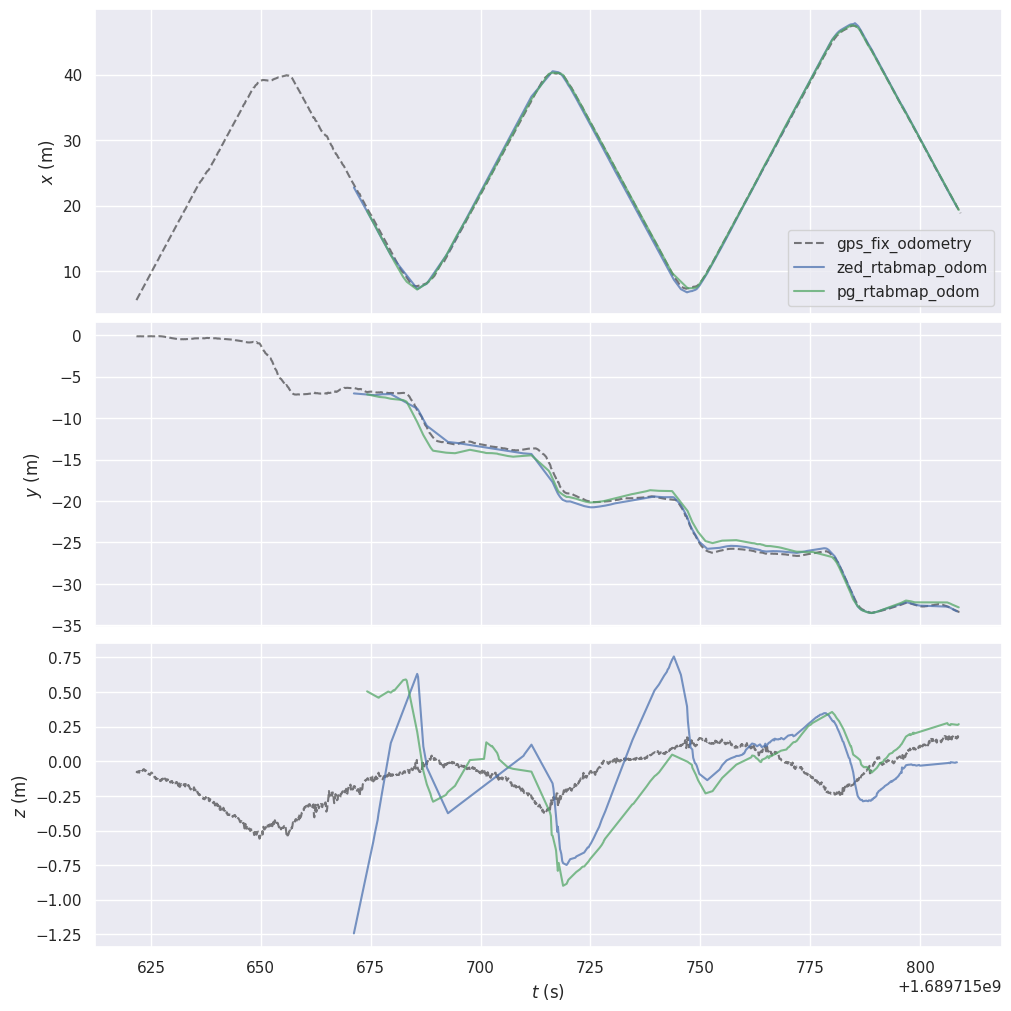 40
30
20
10
x (m)
gps_fix_odometry
zed_rtabmap_odom
pg_rtabmap_odom
0
−5
−10
−15
−20
−25
−30
−35
y (m)
0.75
0.50
0.25
0.00
−0.25
−0.50
−0.75
−1.00
−1.25
z (m)
625 650 675 700 725 750 775 800
+1.689715e9
t (s)